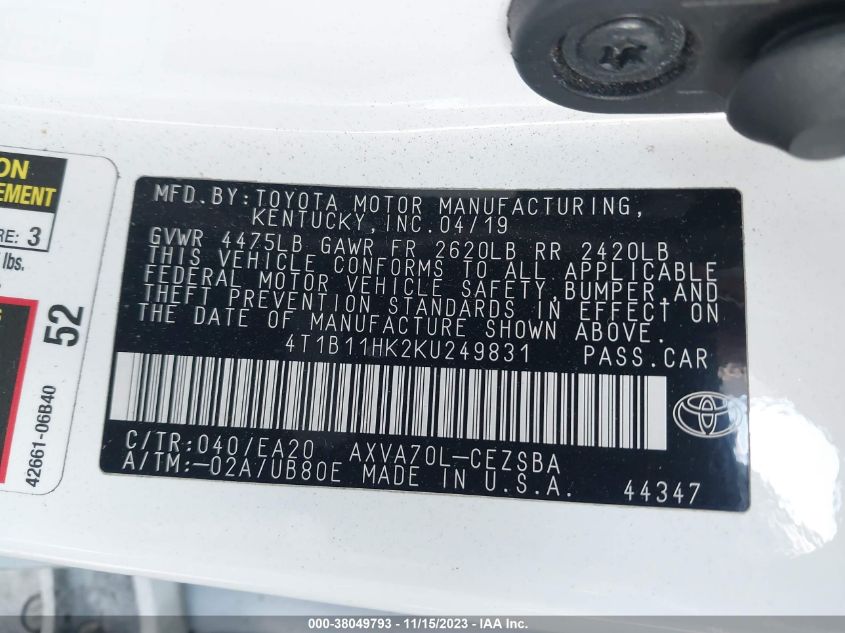 ON
EMENT
RE: 3
lbs.
52
42661-06B40
MFD.BY:TOYOTA MOTOR MANUFACTURING,
KENTUCKY,INC.04/19
GVWR 4475LB GAWR FR 2620LB RR 2420LB
THIS VEHICLE CONFORMS TO ALL APPLICABLE
FEDERAL MOTOR VEHICLE SAFETY,BUMPER,AND
THEFT PREVENTION STANDARDS IN EFFECT ON
THE DATE OF MANUFACTURE SHOWN ABOVE.
4T1B11HK2KU249831 PASS.CAR
C/TR:040/EA20 AXVA70L-CEZSBA
A/TM:-02A/UB80E MADE IN U.S.A. 44347
000-38049793 - 11/15/2023 - IAA Inc.